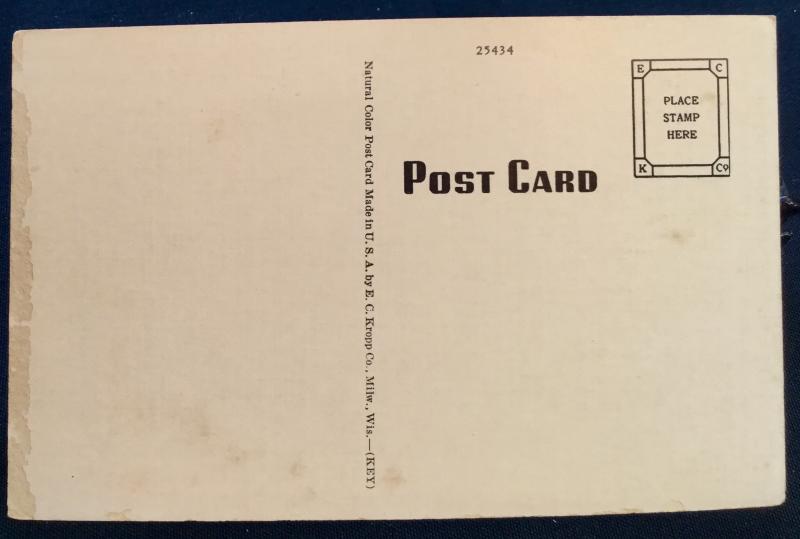 25434
E C
PLACE
STAMP
HERE
K Co
POST CARD
Natural Color Post Card Made in U. S. A. by E. C. Kropp Co., Milw., Wis.—(KEY)